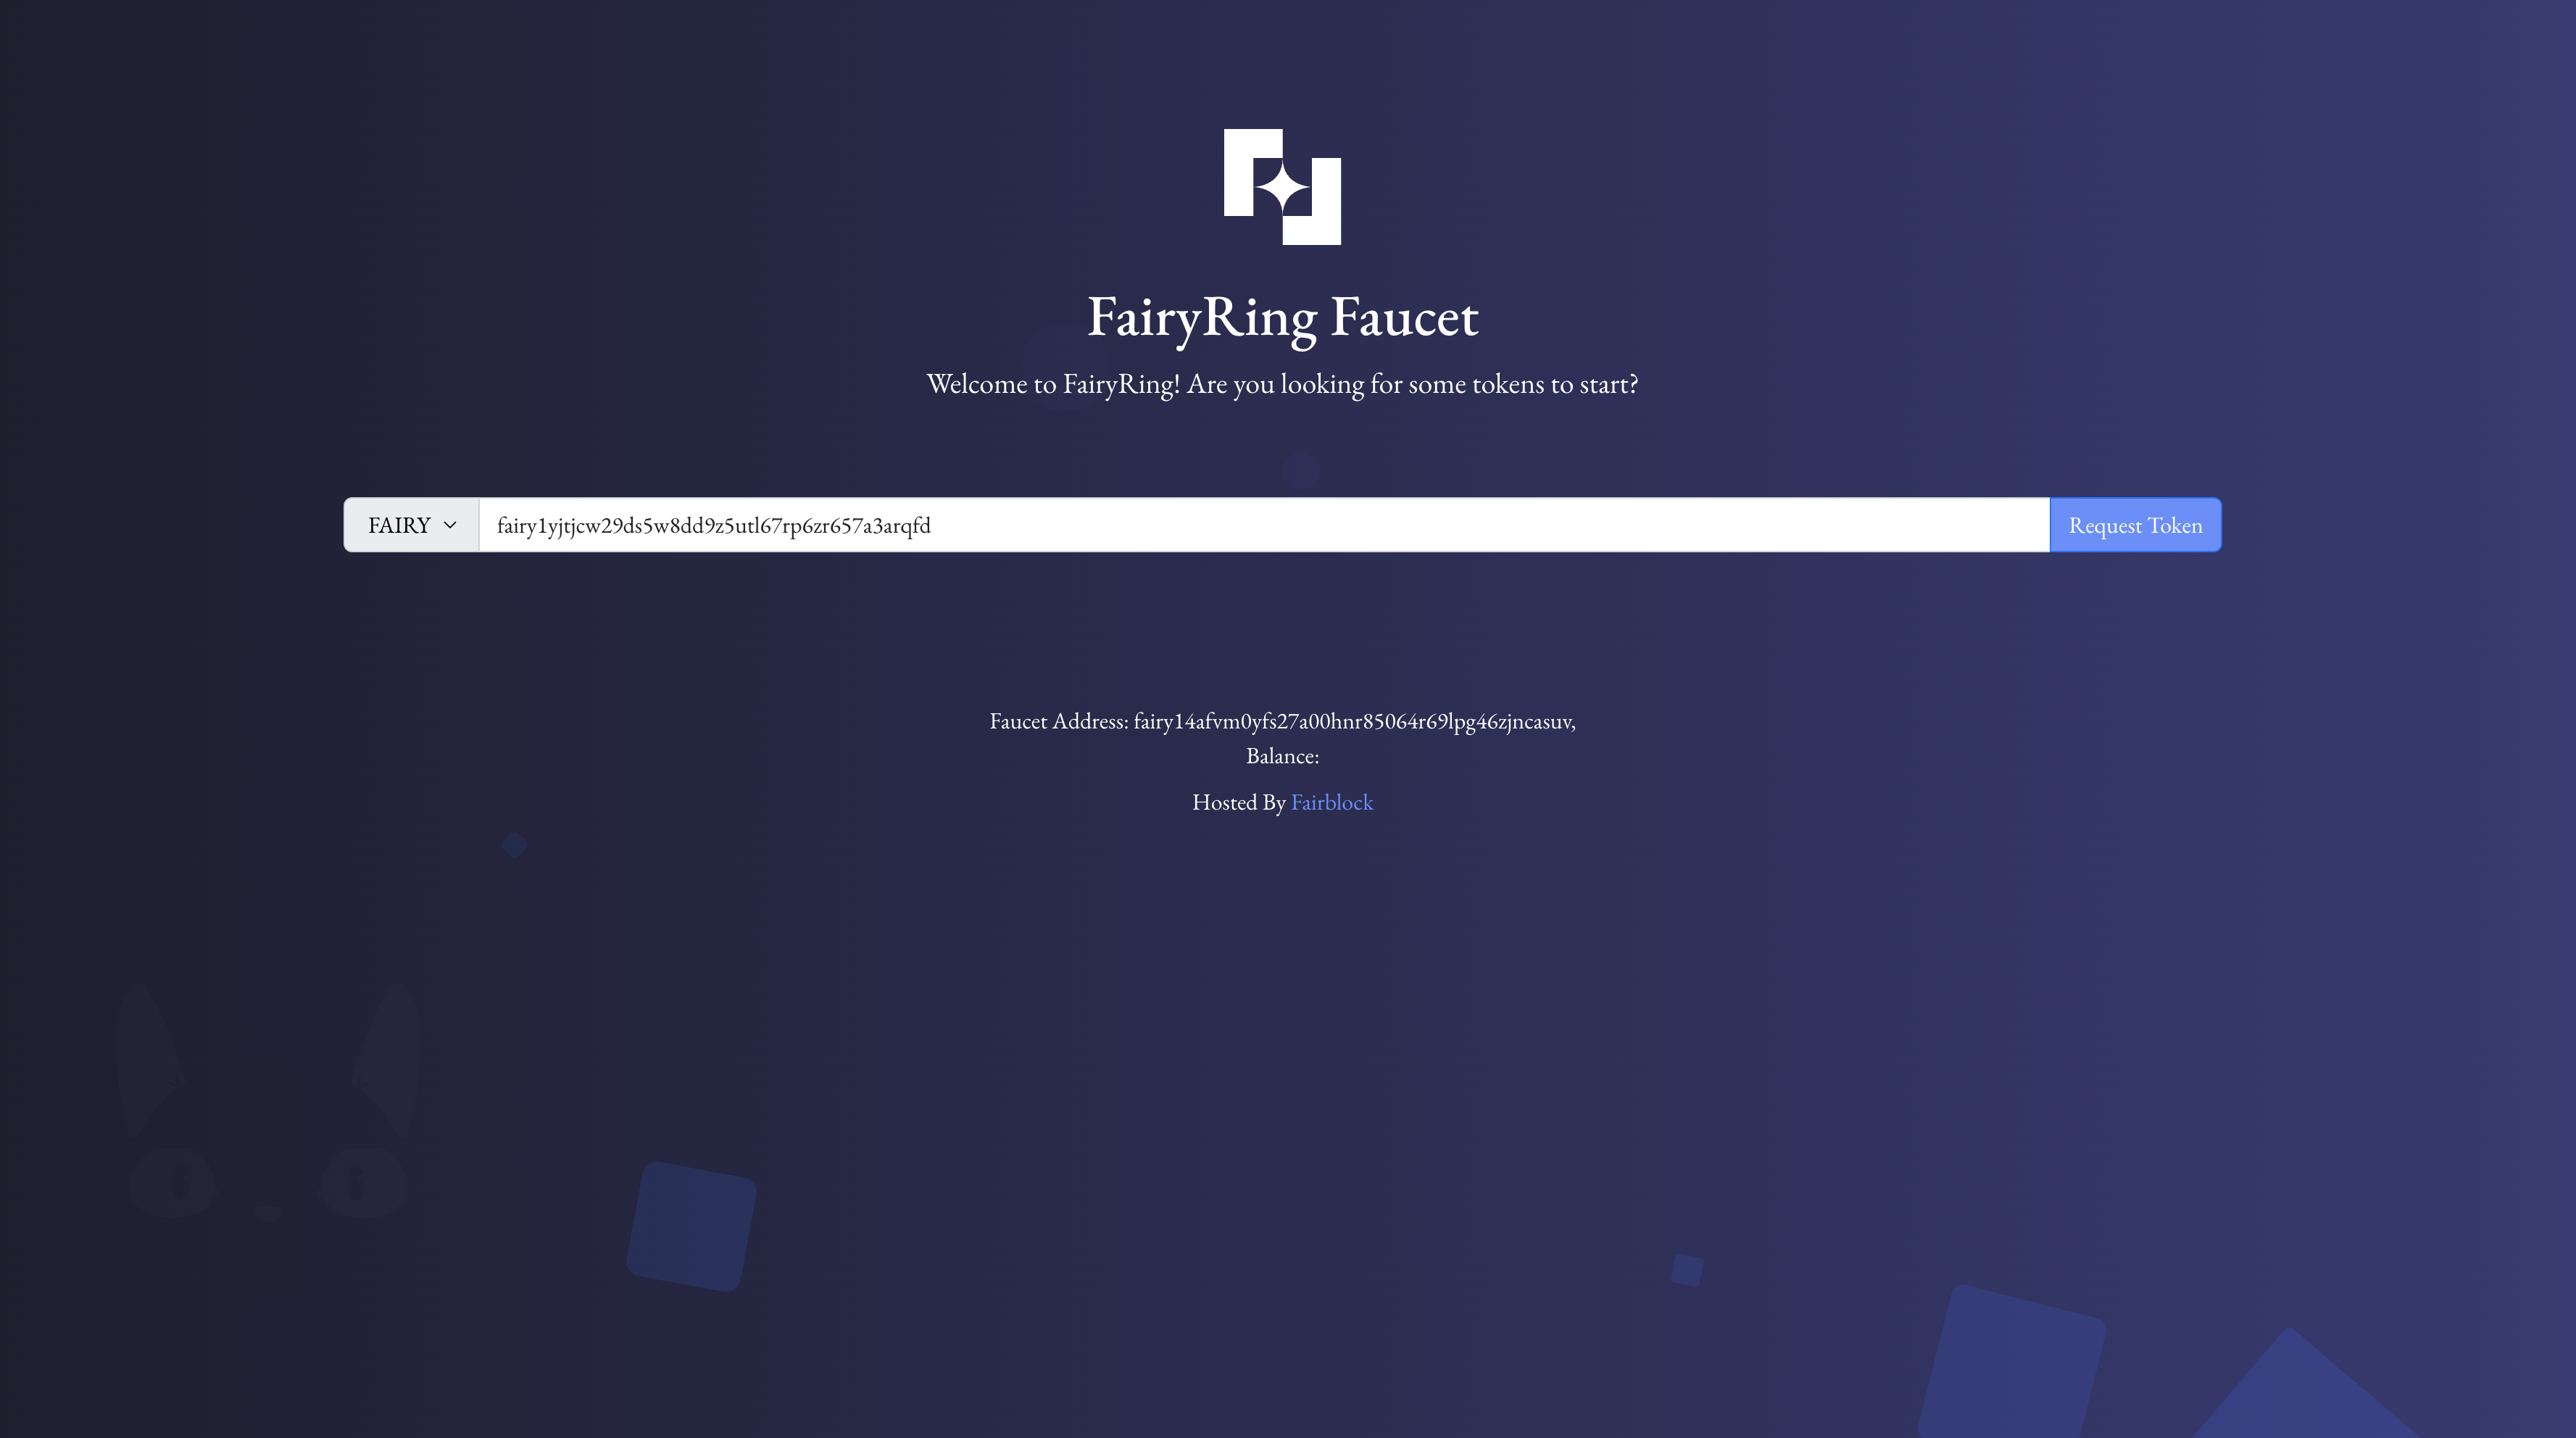 FairyRing Faucet
Welcome to FairyRing! Are you looking for some tokens to start?
FAIRY fairy1yjtjcw29ds5w8dd9z5utl67rp6zr657a3arqfd Request Token
Faucet Address: fairy14afvm0yfs27a00hnr85064r69lpg46zjncasuv,
Balance:
Hosted By Fairblock